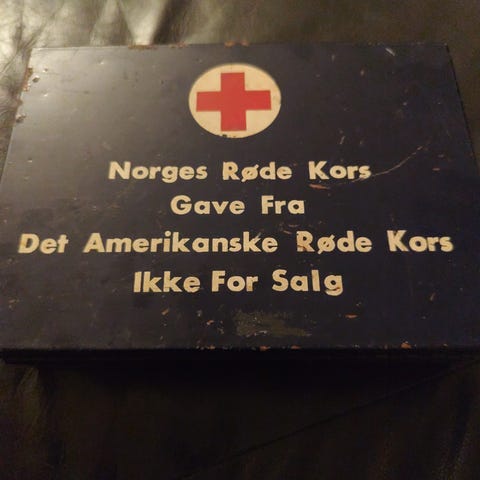 Norges Røde Kors
Gave Fra
Det Amerikanske Røde Kors
Ikke For Salg